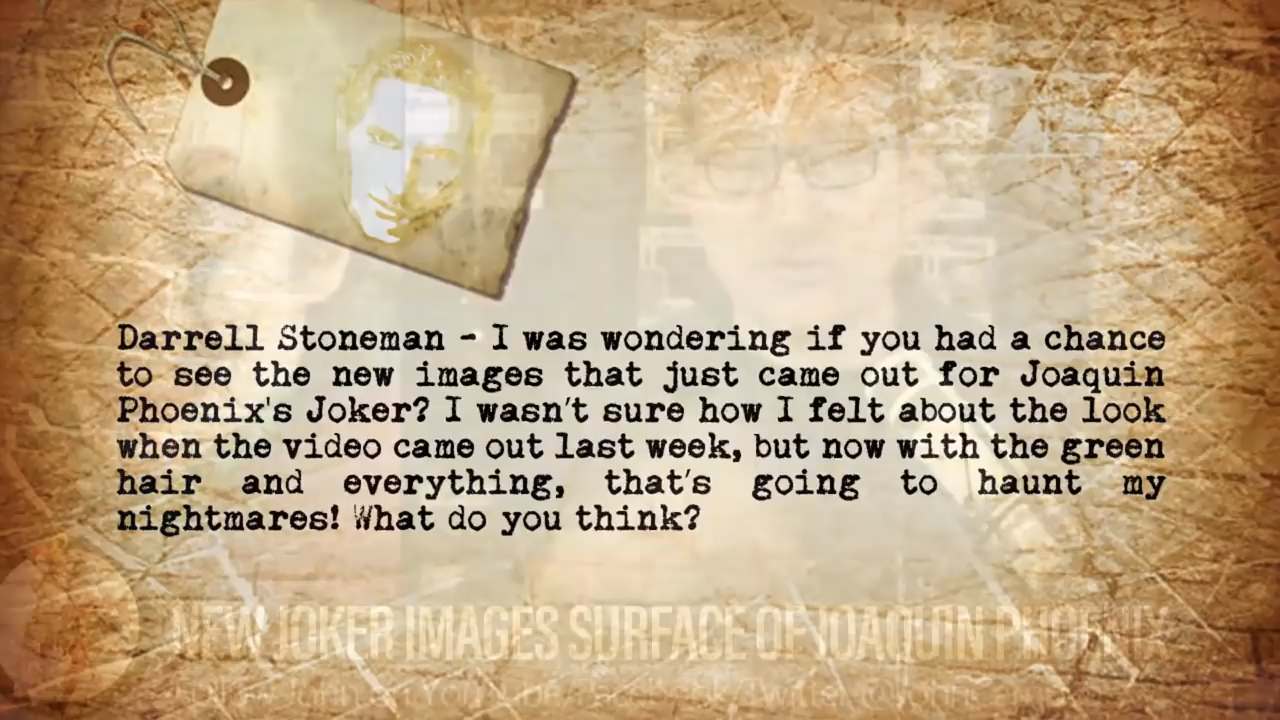 Darrell Stoneman - I was wondering if you had a chance
to see the new images that just came out for Joaquin
Phoenix's Joker? I wasn't sure how I felt about the look
when the video came out last week, but now with the green
hair and everything, that's going to haunt my
nightmares! What do you think?
NEW JOKER IMAGES SURFACE OF JOAQUIN PHOENIX